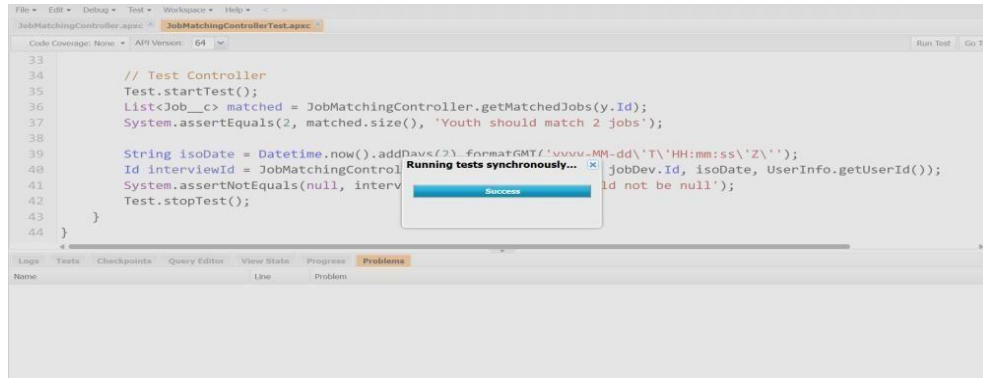 File Edit Debug Test Workspace Help < >
JobMatchingController.apxc JobMatchingControllerTest.apxc
Code Coverage: None API Version: 64 Run Test Go T
33
34 // Test Controller
35 Test.startTest();
36 List<Job__c> matched = JobMatchingController.getMatchedJobs(y.Id);
37 System.assertEquals(2, matched.size(), 'Youth should match 2 jobs');
38
39 String isoDate = Datetime.now().addDays(2).formatGMT('yyyy-MM-dd\'T\'HH:mm:ss\'Z\'');
Running tests synchronously...
40 Id interviewId = JobMatchingControl jobDev.Id, isoDate, UserInfo.getUserId());
41 System.assertNotEquals(null, interv ld not be null');
Success
42 Test.stopTest();
43 }
44 }
Logs Tests Checkpoints Query Editor View State Progress Problems
Name Line Problem